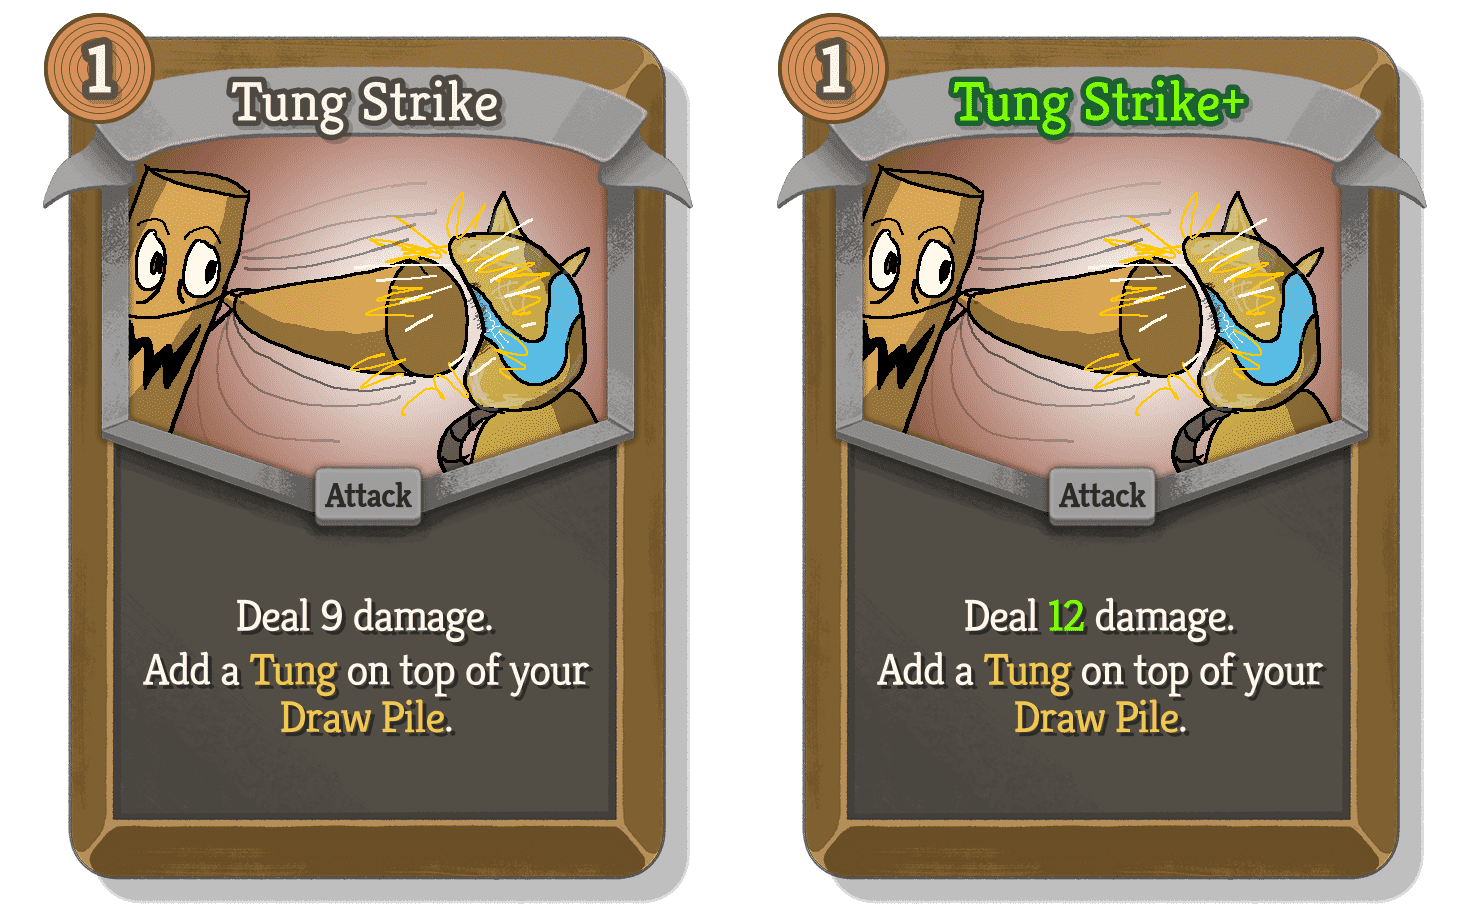 1
Tung Strike
Attack
Deal 9 damage.
Add a Tung on top of your
Draw Pile.
1
Tung Strike+
Attack
Deal 12 damage.
Add a Tung on top of your
Draw Pile.